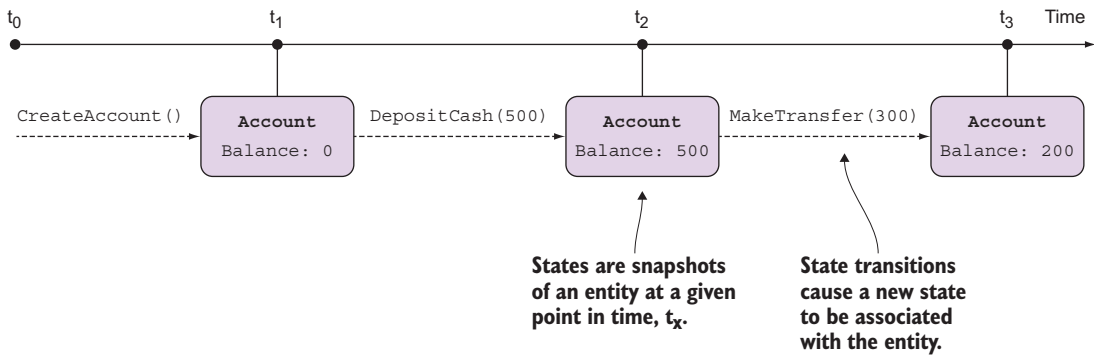 t0 t1 t2 t3 Time
CreateAccount() Account DepositCash(500) Account MakeTransfer(300) Account
Balance: 0 Balance: 500 Balance: 200
States are snapshots
of an entity at a given
point in time, tx.
State transitions
cause a new state
to be associated
with the entity.